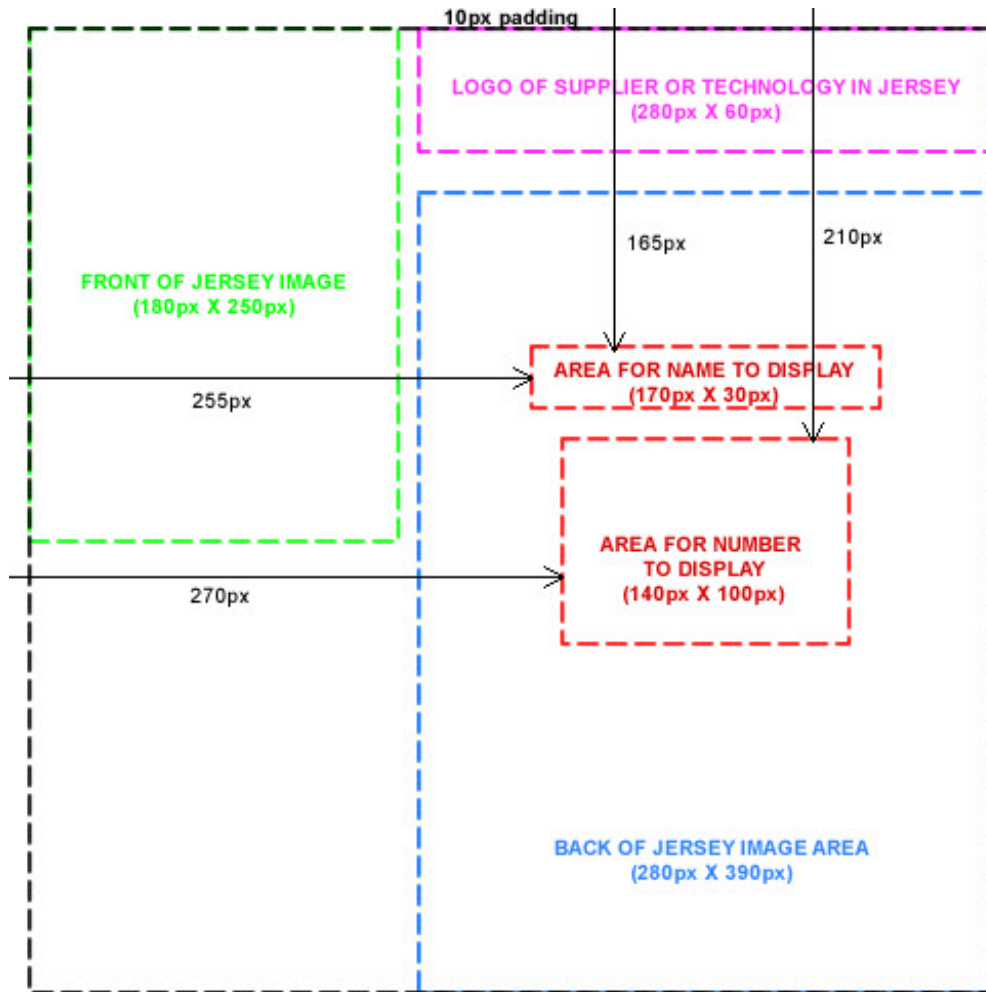 10px padding
LOGO OF SUPPLIER OR TECHNOLOGY IN JERSEY
(280px X 60px)
165px
210px
FRONT OF JERSEY IMAGE
(180px X 250px)
AREA FOR NAME TO DISPLAY
(170px X 30px)
255px
AREA FOR NUMBER
TO DISPLAY
(140px X 100px)
270px
BACK OF JERSEY IMAGE AREA
(280px X 390px)